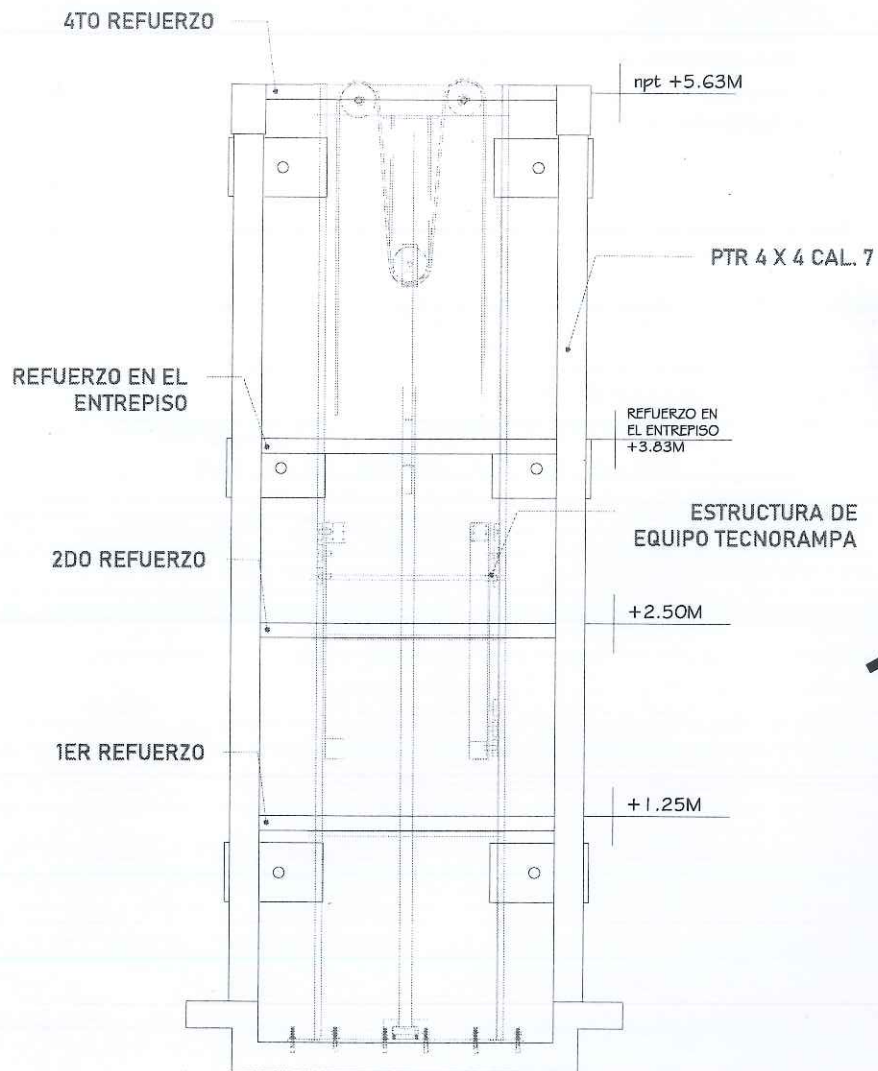 4TO REFUERZO
npt +5.63M
PTR 4 X 4 CAL. 7
REFUERZO EN EL
ENTREPISO
REFUERZO EN
EL ENTREPISO
+3.83M
ESTRUCTURA DE
EQUIPO TECNORAMPA
2DO REFUERZO
+2.50M
1ER REFUERZO
+1.25M